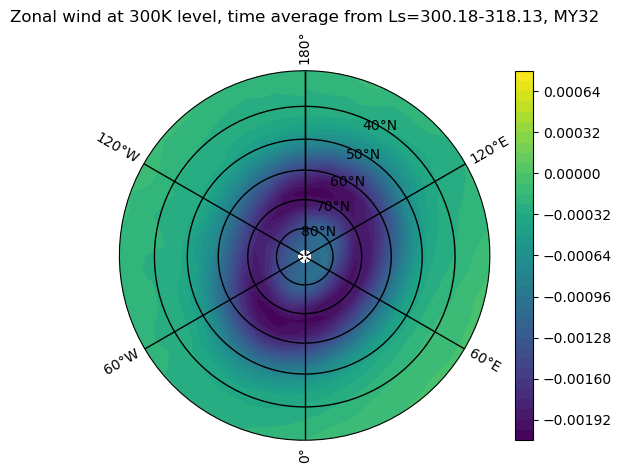 Zonal wind at 300K level, time average from Ls=300.18-318.13, MY32
180°
120°W
120°E
40°N
50°N
60°N
70°N
80°N
60°W
60°E
0°
0.00064
0.00032
0.00000
−0.00032
−0.00064
−0.00096
−0.00128
−0.00160
−0.00192